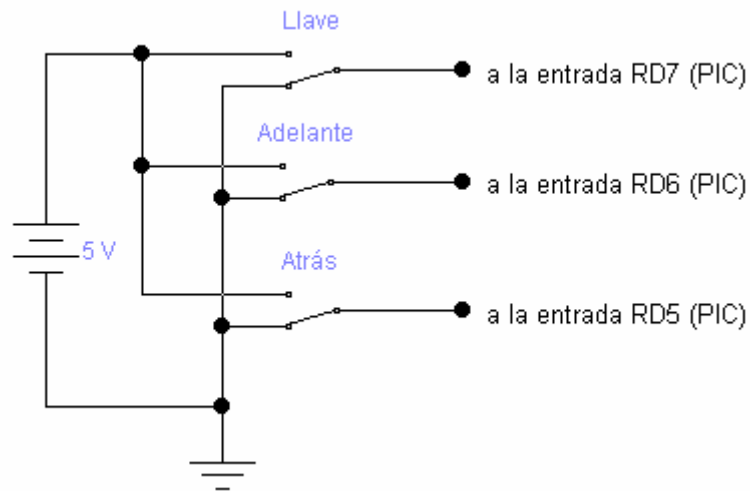 Llave
a la entrada RD7 (PIC)
Adelante
a la entrada RD6 (PIC)
5 V
Atrás
a la entrada RD5 (PIC)